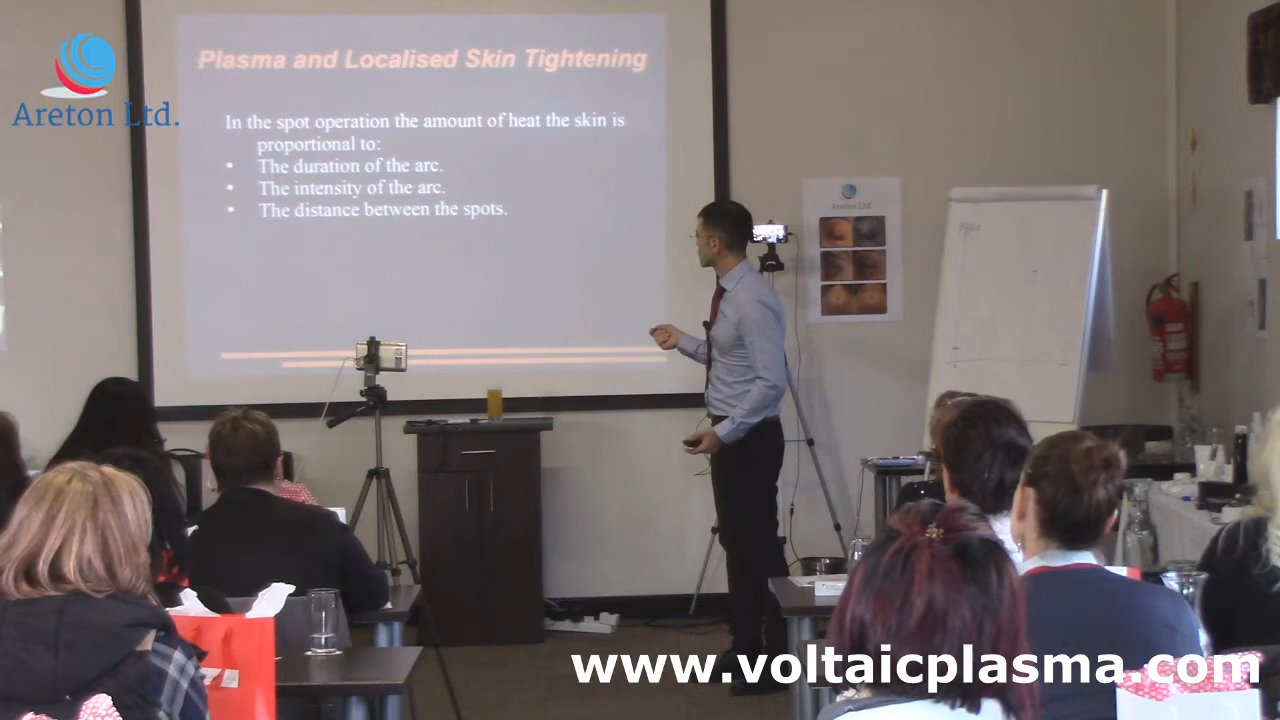 Plasma and Localised Skin Tightening
Areton Ltd.
In the spot operation the amount of heat the skin is
proportional to:
• The duration of the arc.
• The intensity of the arc.
• The distance between the spots.
Areton Ltd.
www.voltaicplasma.com